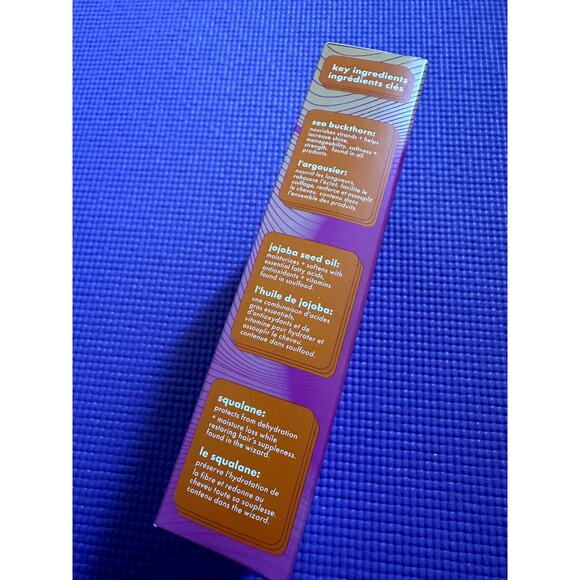 key ingredients
ingrédients clés
sea buckthorn:
nourishes strands + helps
increase shine,
manageability, softness +
strength. found in all
products.
l'argousier:
nourrit les longueurs,
rehausse l'éclat, facilite le
coiffage, renforce et assouplit
le cheveu. contenu dans
l'ensemble des produits.
jojoba seed oil:
moisturizes + softens with
essential fatty acids,
antioxidants + vitamins.
found in soulfood.
l'huile de jojoba:
une combinaison d'acides
gras essentiels,
d'antioxydants et de
vitamine pour hydrater et
assouplir le cheveu.
contenue dans soulfood.
squalane:
protects from dehydration
+ moisture loss while
restoring hair's suppleness.
found in the wizard.
le squalane:
préserve l'hydratation de
la fibre et redonne au
cheveu toute sa souplesse.
contenu dans the wizard.